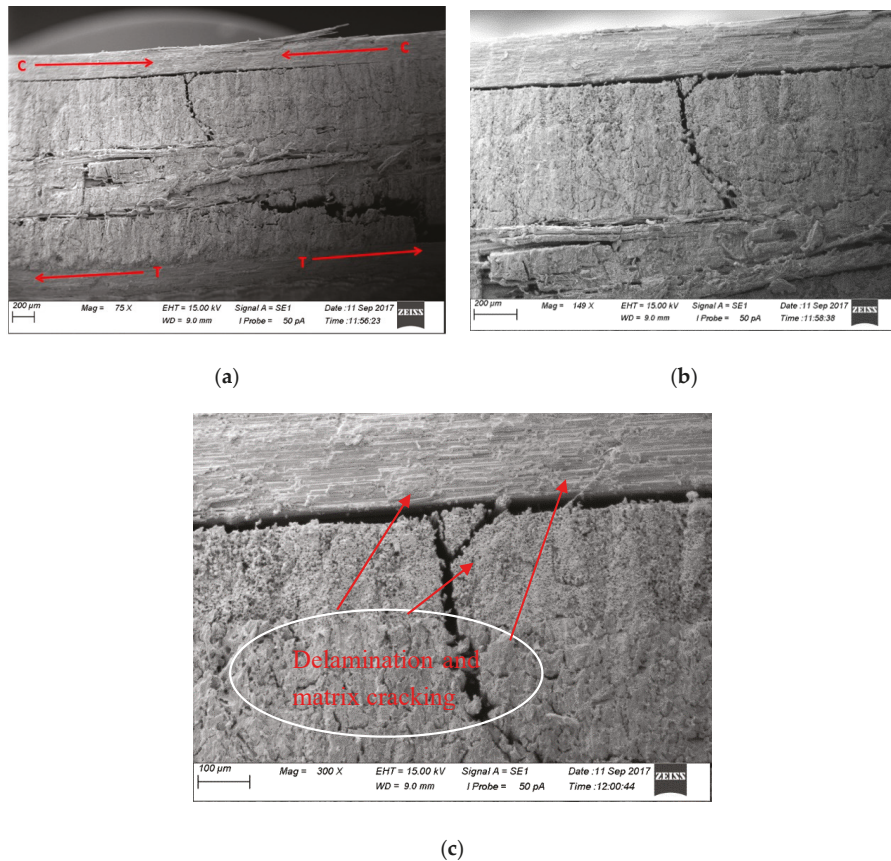 C C
T T
200 µm Mag = 75 X EHT = 15.00 kV Signal A = SE1 Date :11 Sep 2017 ZEISS
WD = 9.0 mm I Probe = 50 pA Time :11:56:23
200 µm Mag = 149 X EHT = 15.00 kV Signal A = SE1 Date :11 Sep 2017 ZEISS
WD = 9.0 mm I Probe = 50 pA Time :11:58:38
(a) (b)
Delamination and
matrix cracking
100 µm Mag = 300 X EHT = 15.00 kV Signal A = SE1 Date :11 Sep 2017 ZEISS
WD = 9.0 mm I Probe = 50 pA Time :12:00:44
(c)